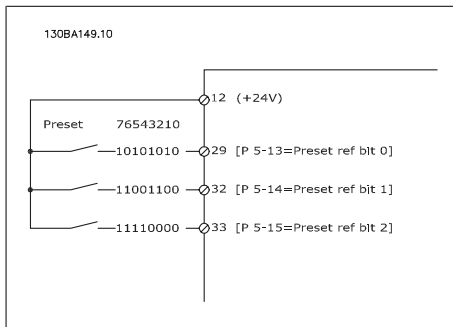 130BA149.10
12 (+24V)
Preset 76543210
10101010 29 [P 5-13=Preset ref bit 0]
11001100 32 [P 5-14=Preset ref bit 1]
11110000 33 [P 5-15=Preset ref bit 2]